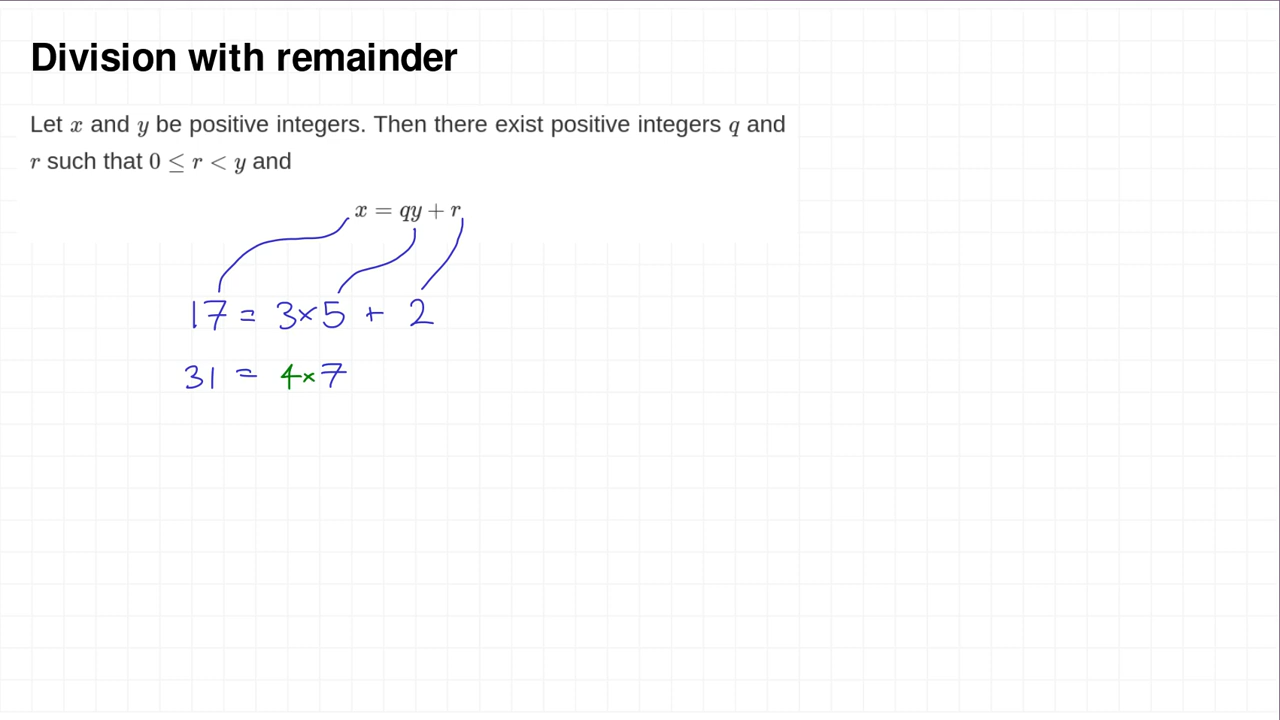 Division with remainder
Let x and y be positive integers. Then there exist positive integers q and
r such that 0 ≤ r < y and
x = qy + r
17 = 3×5 + 2
31 = 4×7